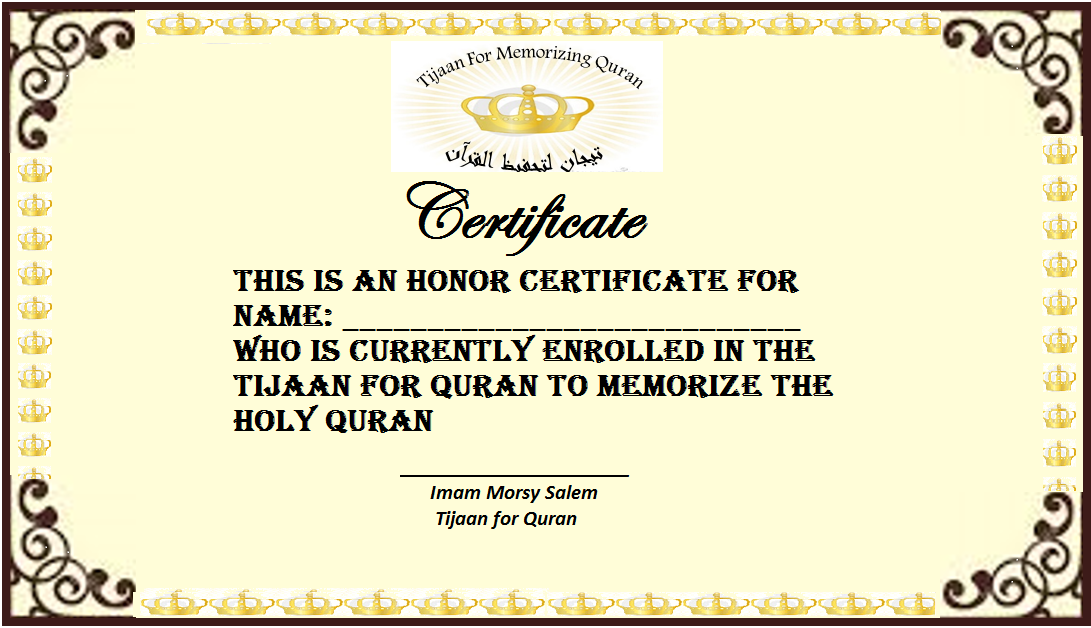 Tijaan For Memorizing Quran
تيجان لتحفيظ القرآن
Certificate
THIS IS AN HONOR CERTIFICATE FOR
NAME: ___________________________
WHO IS CURRENTLY ENROLLED IN THE
TIJAAN FOR QURAN TO MEMORIZE THE
HOLY QURAN
Imam Morsy Salem
Tijaan for Quran